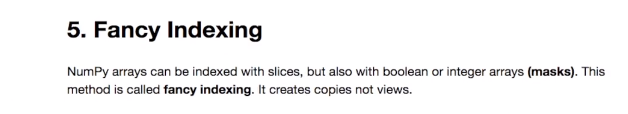 5. Fancy Indexing
NumPy arrays can be indexed with slices, but also with boolean or integer arrays (masks). This
method is called fancy indexing. It creates copies not views.